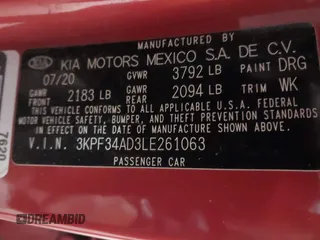 MANUFACTURED BY
KIA KIA MOTORS MEXICO S.A. DE C.V.
07/20 GVWR 3792 LB PAINT DRG
GAWR FRONT 2183 LB GAWR REAR 2094 LB TRIM WK
THIS VEHICLE CONFORMS TO ALL APPLICABLE U.S. FEDERAL MOTOR VEHICLE
SAFETY, BUMPER, AND THEFT PREVENTION STANDARDS
IN EFFECT ON THE DATE OF MANUFACTURE SHOWN ABOVE.
V.I.N. 3KPF34AD3LE261063
PASSENGER CAR
7620
DREAMBID